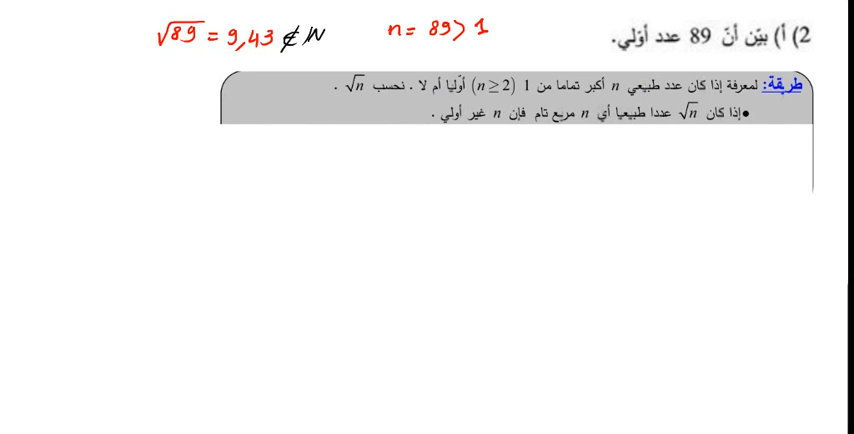 2) أ) بيّن أنّ 89 عدد أوّلي.
n = 89 > 1
√89 = 9,43 ∉ ℕ
طريقة: لمعرفة إذا كان عدد طبيعي n أكبر تماما من 1 (n ≥ 2) أوّليا أم لا . نحسب √n .
●إذا كان √n عددا طبيعيا أي n مربع تام فإن n غير أولي .